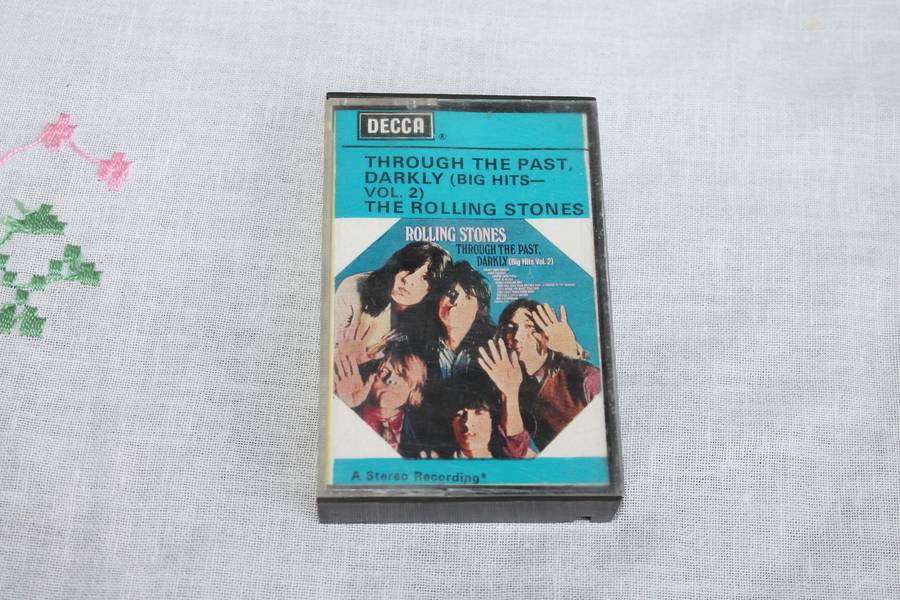 DECCA ®
THROUGH THE PAST,
DARKLY (BIG HITS—
VOL. 2)
THE ROLLING STONES
ROLLING STONES
THROUGH THE PAST,
DARKLY (Big Hits Vol. 2)
A Stereo Recording*